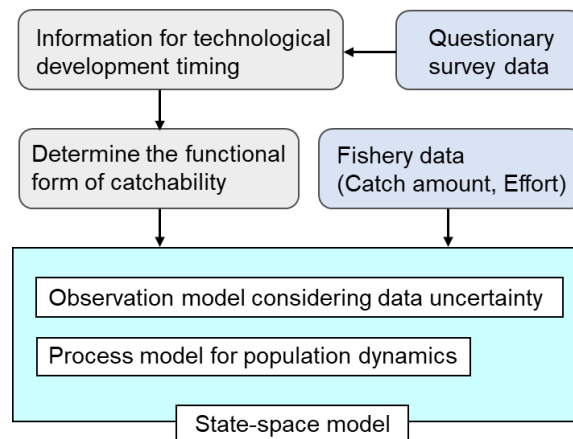 Information for technological
development timing
Questionary
survey data
Determine the functional
form of catchability
Fishery data
(Catch amount, Effort)
Observation model considering data uncertainty
Process model for population dynamics
State-space model